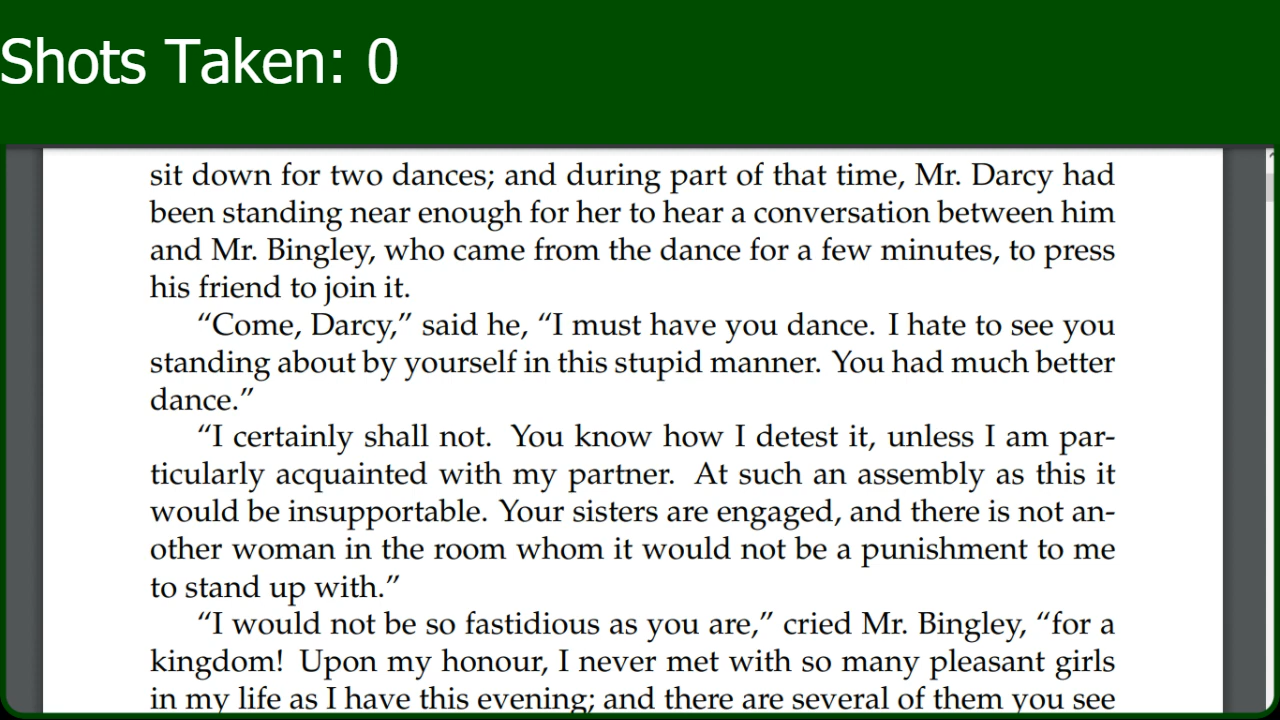 Shots Taken: 0
sit down for two dances; and during part of that time, Mr. Darcy had
been standing near enough for her to hear a conversation between him
and Mr. Bingley, who came from the dance for a few minutes, to press
his friend to join it.
“Come, Darcy,” said he, “I must have you dance. I hate to see you
standing about by yourself in this stupid manner. You had much better
dance.”
“I certainly shall not. You know how I detest it, unless I am par-
ticularly acquainted with my partner. At such an assembly as this it
would be insupportable. Your sisters are engaged, and there is not an-
other woman in the room whom it would not be a punishment to me
to stand up with.”
“I would not be so fastidious as you are,” cried Mr. Bingley, “for a
kingdom! Upon my honour, I never met with so many pleasant girls
in my life as I have this evening; and there are several of them you see